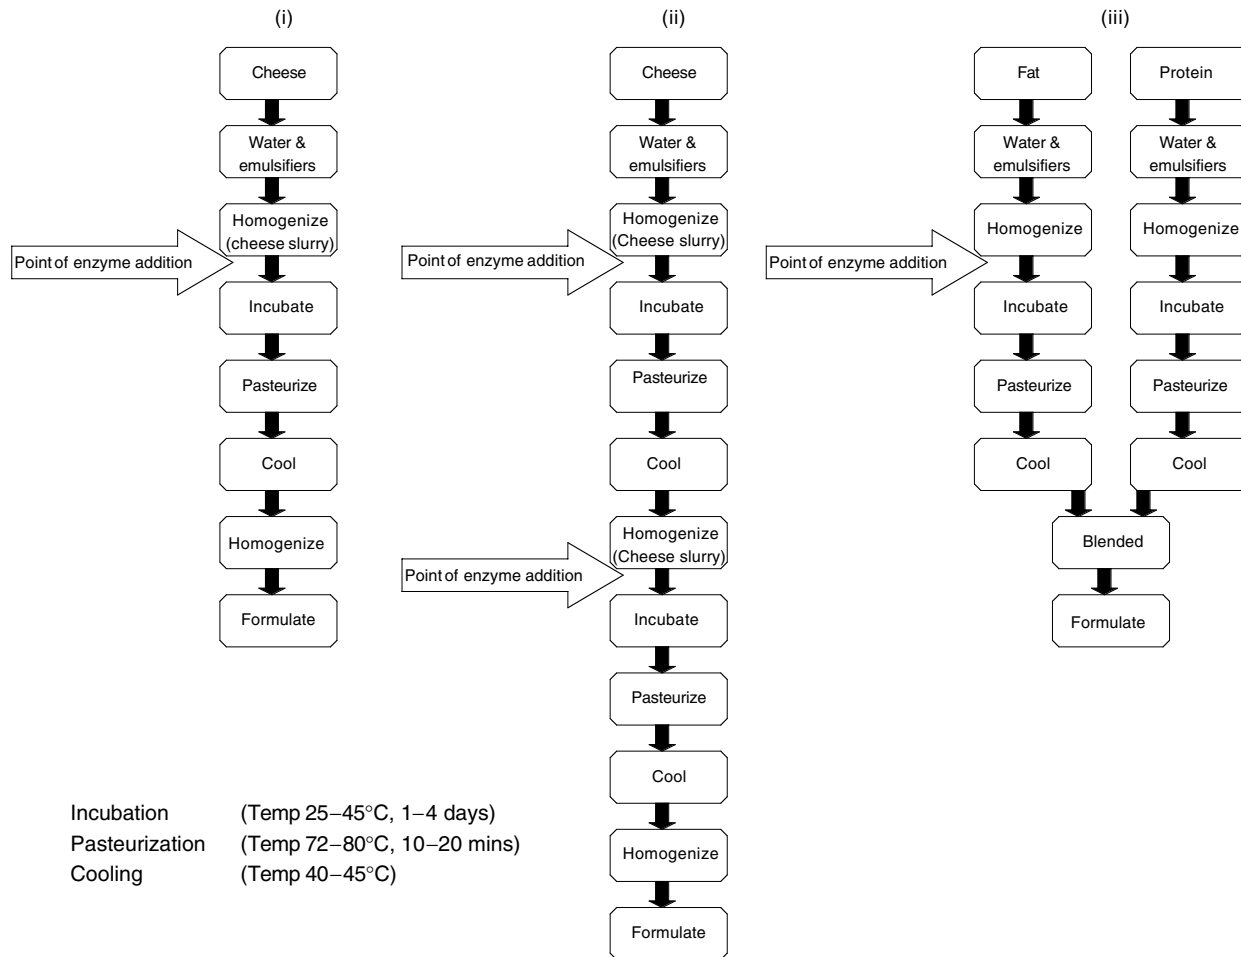 (i)
Cheese
Water &
emulsifiers
Homogenize
(cheese slurry)
Point of enzyme addition
Incubate
Pasteurize
Cool
Homogenize
Formulate
(ii)
Cheese
Water &
emulsifiers
Homogenize
(Cheese slurry)
Point of enzyme addition
Incubate
Pasteurize
Cool
Homogenize
(Cheese slurry)
Point of enzyme addition
Incubate
Pasteurize
Cool
Homogenize
Formulate
(iii)
Fat
Water &
emulsifiers
Homogenize
Point of enzyme addition
Incubate
Pasteurize
Cool
Protein
Water &
emulsifiers
Homogenize
Incubate
Pasteurize
Cool
Blended
Formulate
Incubation (Temp 25–45°C, 1–4 days)
Pasteurization (Temp 72–80°C, 10–20 mins)
Cooling (Temp 40–45°C)